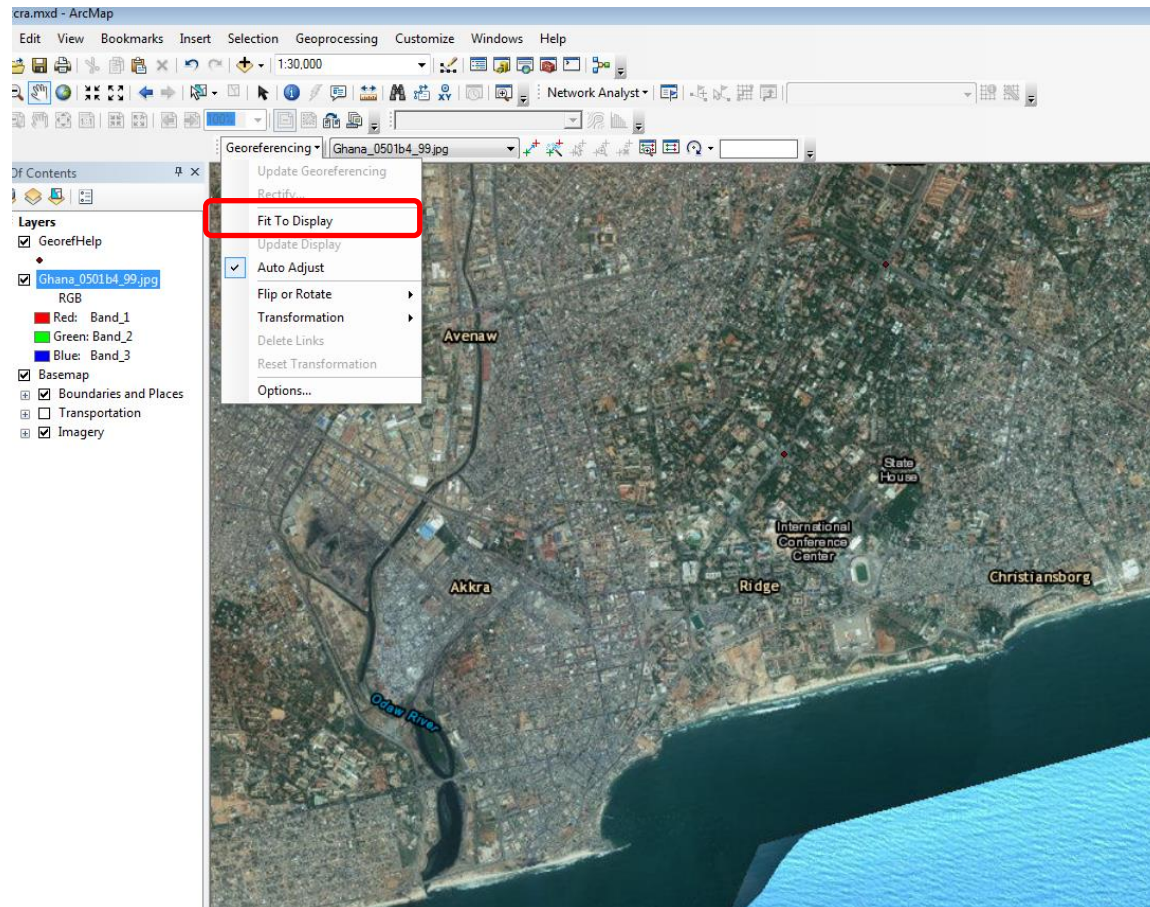 cra.mxd - ArcMap
Edit View Bookmarks Insert Selection Geoprocessing Customize Windows Help
1:30,000
Network Analyst
100%
Georeferencing Ghana_0501b4_99.jpg
Of Contents
Update Georeferencing
Rectify...
Fit To Display
Update Display
Auto Adjust
Flip or Rotate
Transformation
Delete Links
Reset Transformation
Options...
Layers
GeorefHelp
Ghana_0501b4_99.jpg
RGB
Red: Band_1
Green: Band_2
Blue: Band_3
Basemap
Boundaries and Places
Transportation
Imagery
Avenaw
State
House
International
Conference
Center
Akkra
Ridge
Christiansborg
Odaw River